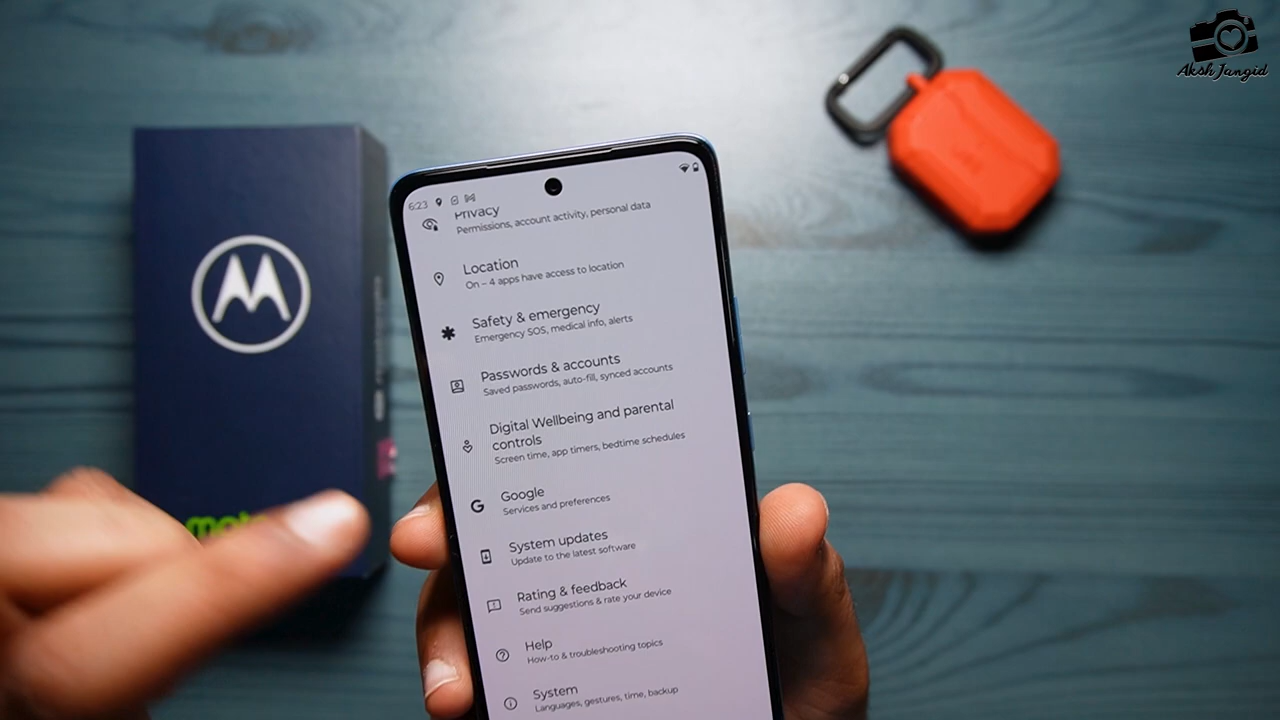 Aksh Jangid
6:23
Privacy
Permissions, account activity, personal data
Location
On – 4 apps have access to location
Safety & emergency
Emergency SOS, medical info, alerts
Passwords & accounts
Saved passwords, auto-fill, synced accounts
Digital Wellbeing and parental
controls
Screen time, app timers, bedtime schedules
Google
Services and preferences
System updates
Update to the latest software
Rating & feedback
Send suggestions & rate your device
Help
How-to & troubleshooting topics
System
Languages, gestures, time, backup